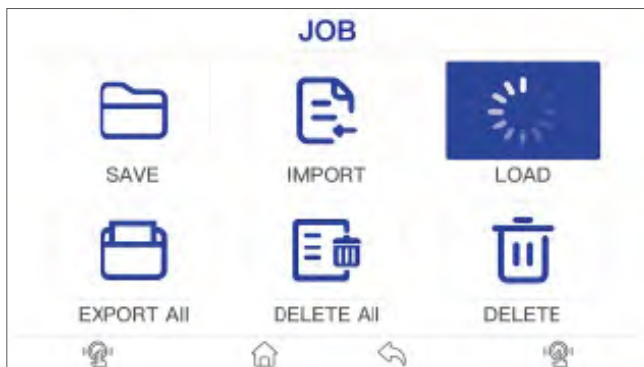 JOB
SAVE IMPORT LOAD
EXPORT All DELETE All DELETE